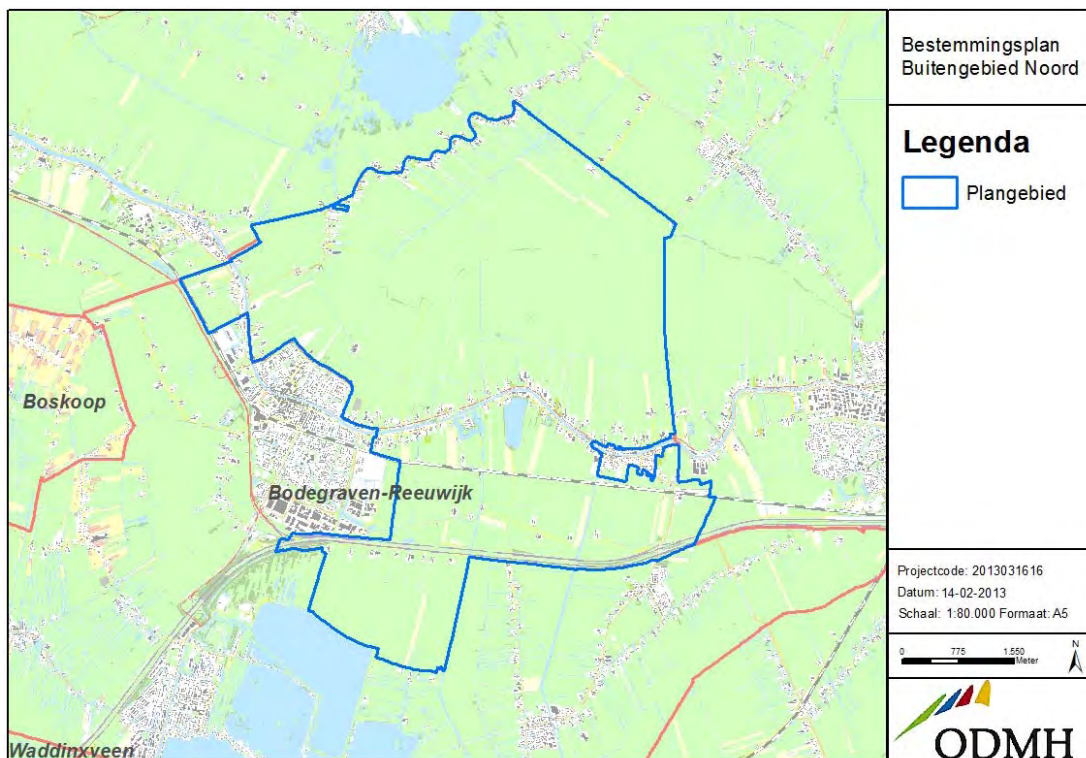 Boskoop
Bodegraven-Reeuwijk
Waddinxveen
Bestemmingsplan
Buitengebied Noord
Legenda
Plangebied
Projectcode: 2013031616
Datum: 14-02-2013
Schaal: 1:80.000 Formaat: A5
0 775 1.550
Meter
N
ODMH